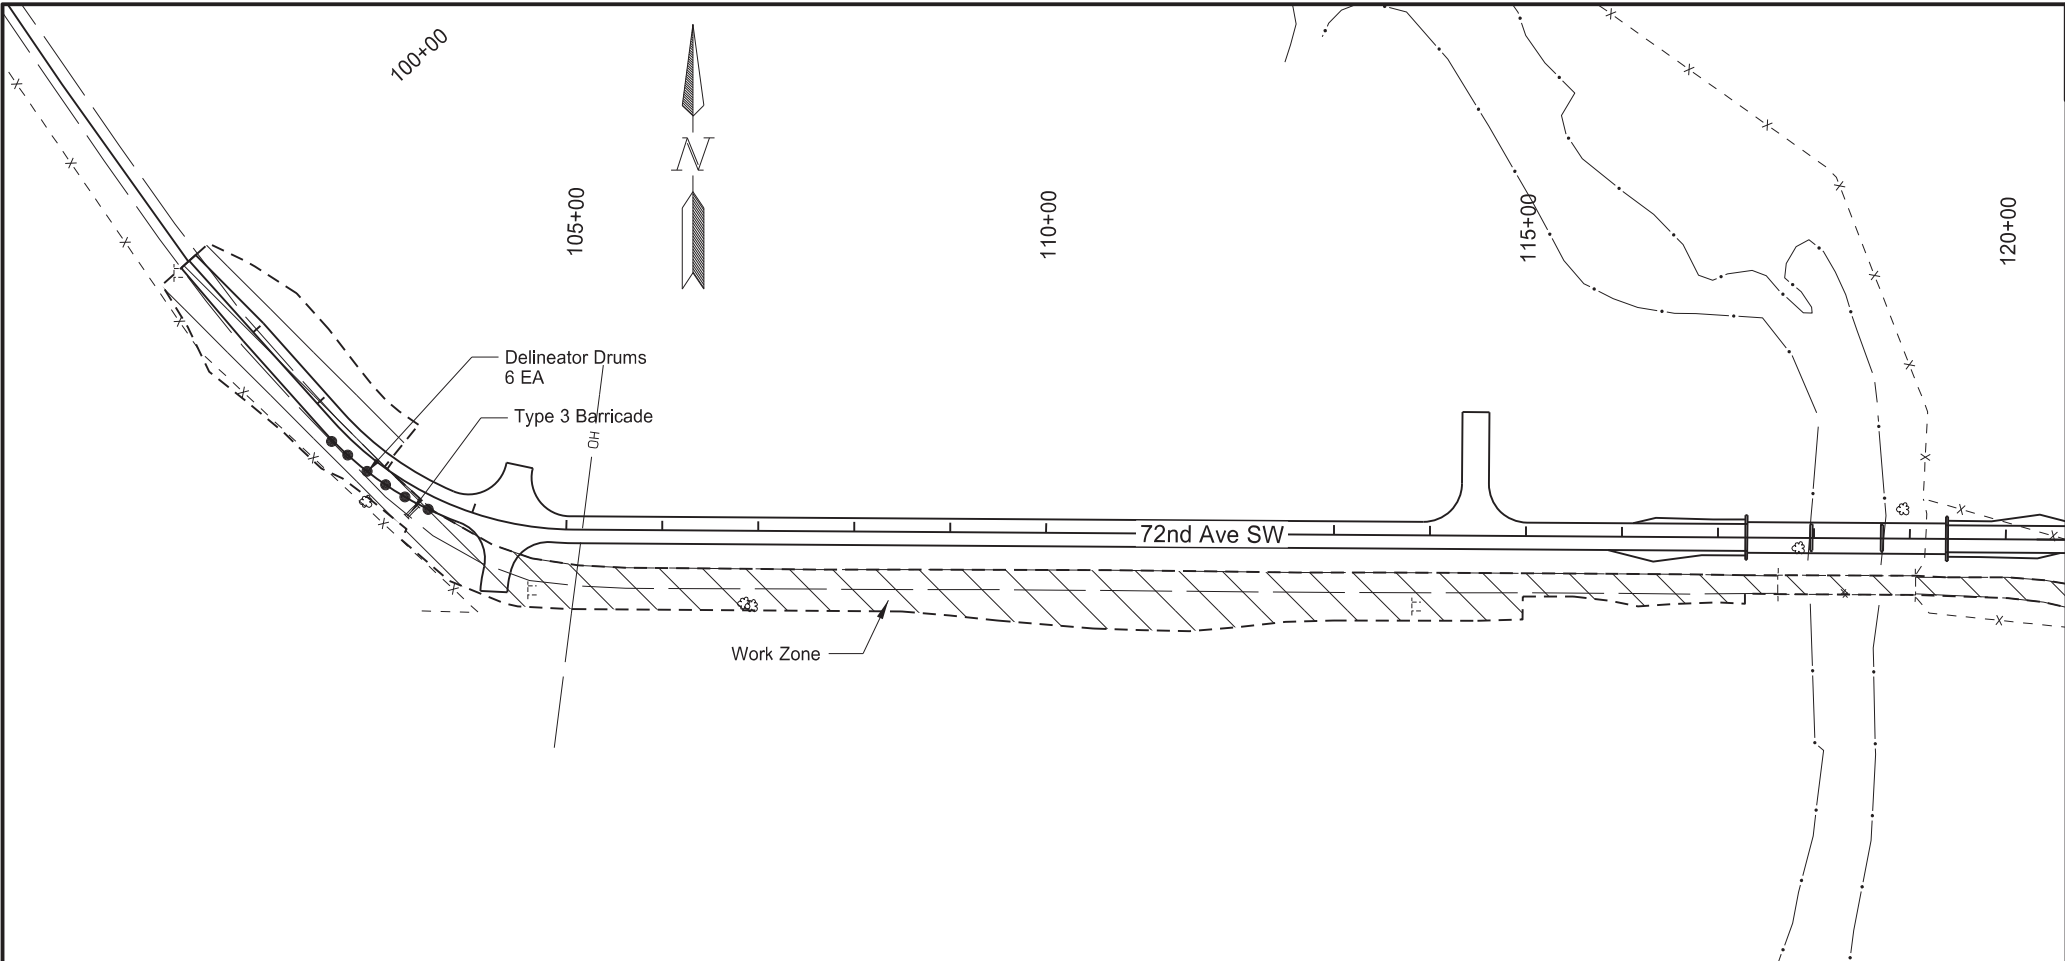 100+00
N
105+00
110+00
115+00
120+00
Delineator Drums
6 EA
Type 3 Barricade
OH
72nd Ave SW
Work Zone